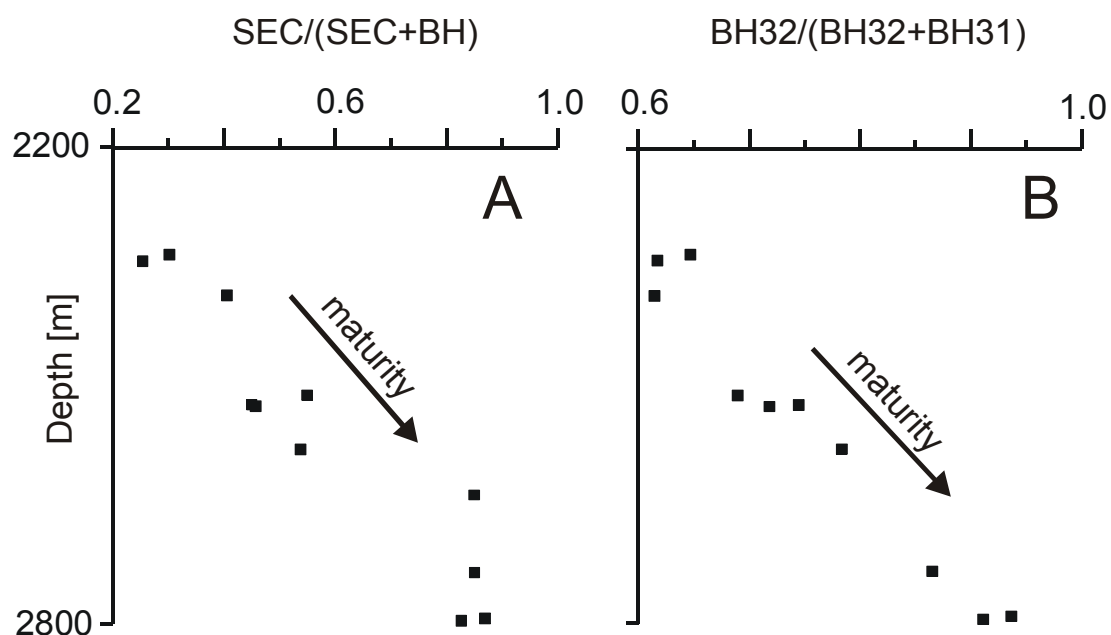 SEC/(SEC+BH)
BH32/(BH32+BH31)
0.2 0.6 1.0
0.6 1.0
2200
A
B
Depth [m]
maturity
maturity
2800